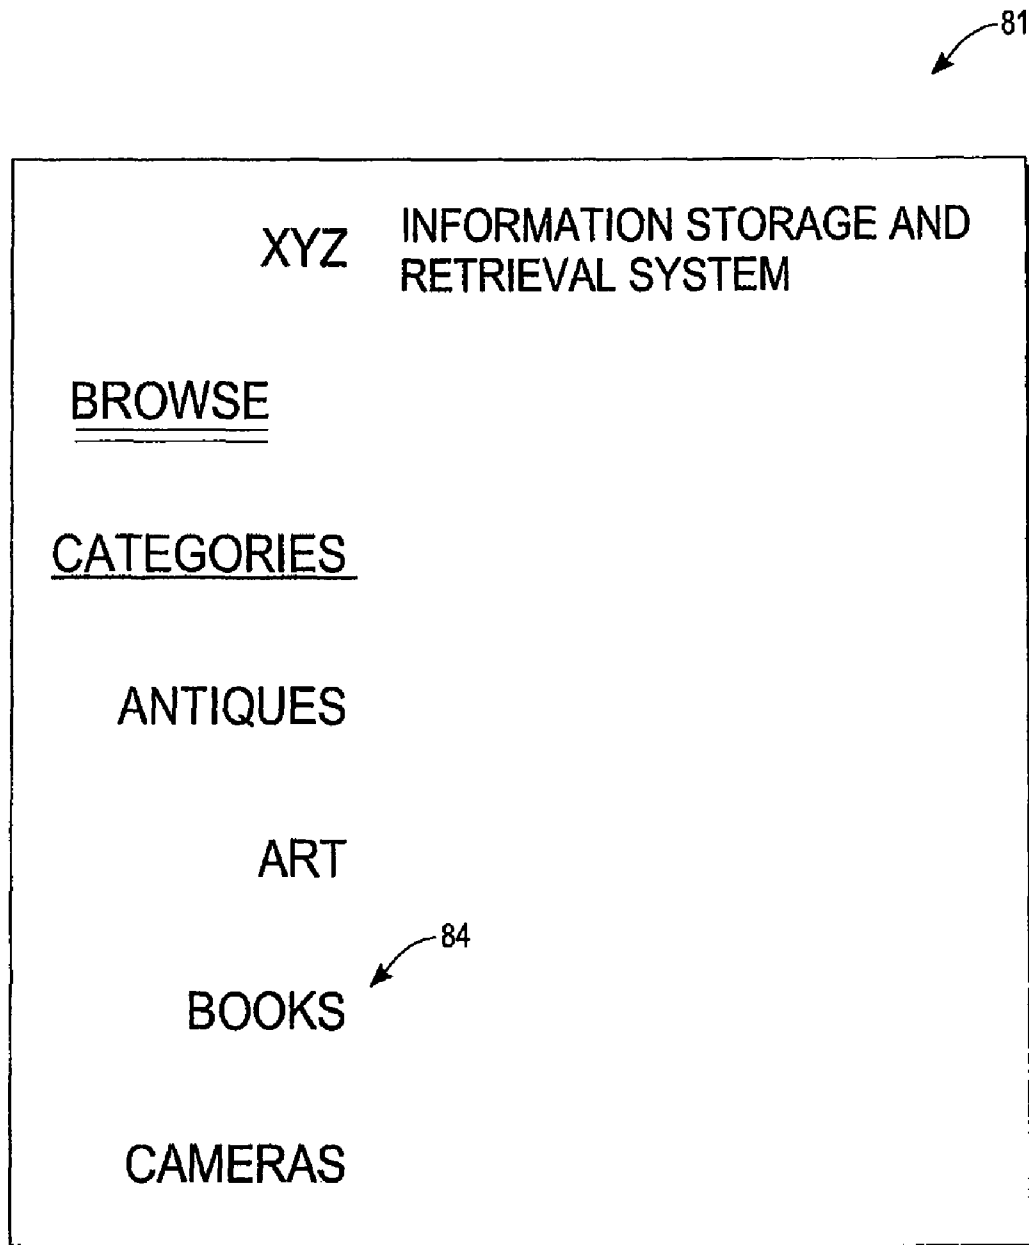 81
XYZ INFORMATION STORAGE AND
RETRIEVAL SYSTEM
BROWSE
CATEGORIES
ANTIQUES
ART
84
BOOKS
CAMERAS